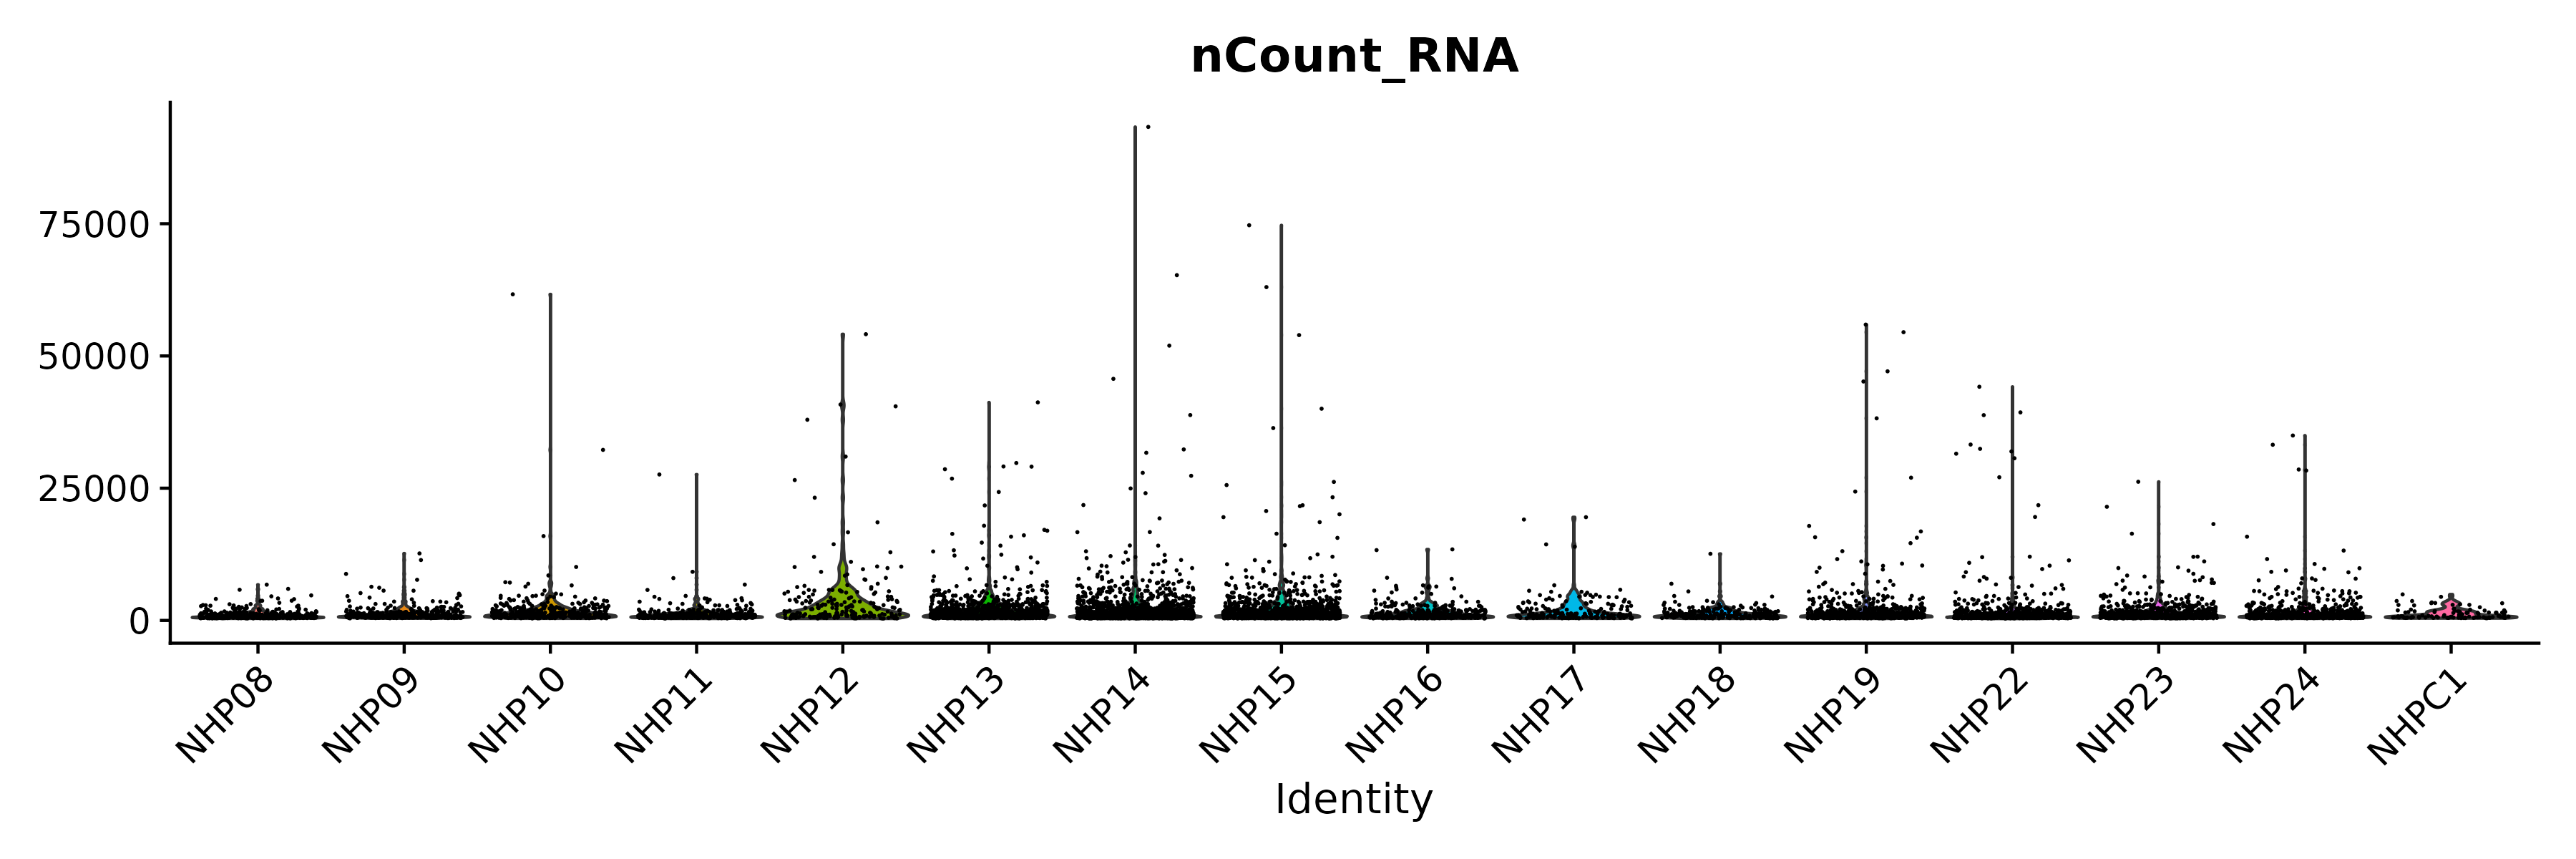 nCount_RNA
75000
50000
25000
0
NHP08 NHP09 NHP10 NHP11 NHP12 NHP13 NHP14 NHP15 NHP16 NHP17 NHP18 NHP19 NHP22 NHP23 NHP24 NHPC1
Identity